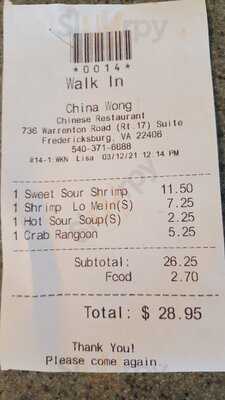 *0014*
Walk In
China Wong
Chinese Restaurant
736 Warrenton Road (Rt.17) Suite
Fredericksburg, VA 22406
540-371-6688
#14-1:WKN Lisa 03/12/21 12:14 PM
1 Sweet Sour Shrimp 11.50
1 Shrimp Lo Mein(S) 7.25
1 Hot Sour Soup(S) 2.25
1 Crab Rangoon 5.25
Subtotal: 26.25
Food 2.70
Total: $ 28.95
Thank You!
Please come again.